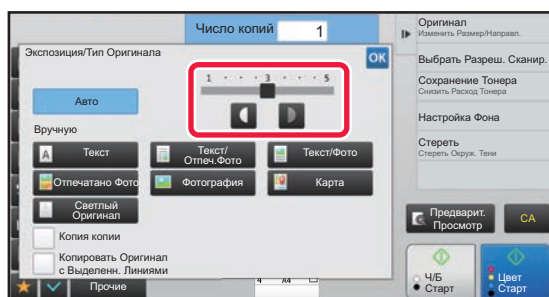 Число копий 1
Экспозиция/Тип Оригинала
OK
1 · · · 3 · · · 5
Авто
Вручную
Текст
Текст/
Отпеч.Фото
Текст/Фото
Отпечатано Фото
Фотография
Карта
Светлый
Оригинал
Копия копии
Копировать Оригинал
с Выделенн. Линиями
Прочие
A4
Оригинал
Изменить Размер/Направл.
Выбрать Разреш. Сканир.
Сохранение Тонера
Снизить Расход Тонера
Настройка Фона
Стереть
Стереть Окруж. Тени
Предварит.
Просмотр
CA
Ч/Б
Старт
Цвет
Старт